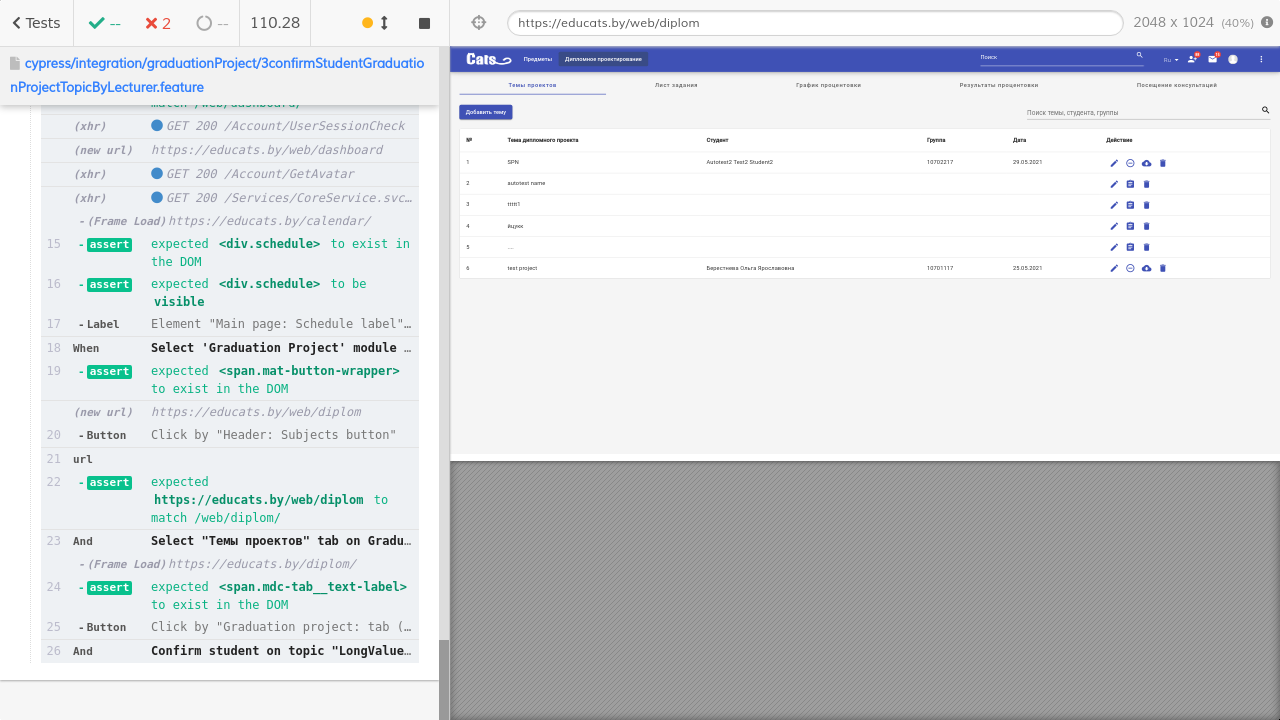 Tests
--
2
--
110.28
https://educats.by/web/diplom
2048 x 1024 (40%)
cypress/integration/graduationProject/3confirmStudentGraduatio
nProjectTopicByLecturer.feature
match /web/dashboard/
(xhr) GET 200 /Account/UserSessionCheck
(new url) https://educats.by/web/dashboard
(xhr) GET 200 /Account/GetAvatar
(xhr) GET 200 /Services/CoreService.svc…
-(Frame Load) https://educats.by/calendar/
15 - assert expected <div.schedule> to exist in
the DOM
16 - assert expected <div.schedule> to be
visible
17 -Label Element "Main page: Schedule label"…
18 When Select 'Graduation Project' module …
19 - assert expected <span.mat-button-wrapper>
to exist in the DOM
(new url) https://educats.by/web/diplom
20 -Button Click by "Header: Subjects button"
21 url
22 - assert expected
https://educats.by/web/diplom to
match /web/diplom/
23 And Select "Темы проектов" tab on Gradu…
-(Frame Load) https://educats.by/diplom/
24 - assert expected <span.mdc-tab__text-label>
to exist in the DOM
25 -Button Click by "Graduation project: tab (…
26 And Confirm student on topic "LongValue…
Cats Предметы Дипломное проектирование Поиск Ru
Темы проектов Лист задания График процентовки Результаты процентовки Посещение консультаций
Добавить тему Поиск темы, студента, группы
№ Тема дипломного проекта Студент Группа Дата Действие
1 SPN Autotest2 Test2 Student2 10702217 29.05.2021
2 autotest name
3 ttttt1
4 йцукк
5 ....
6 test project Берестнева Ольга Ярославовна 10701117 25.05.2021